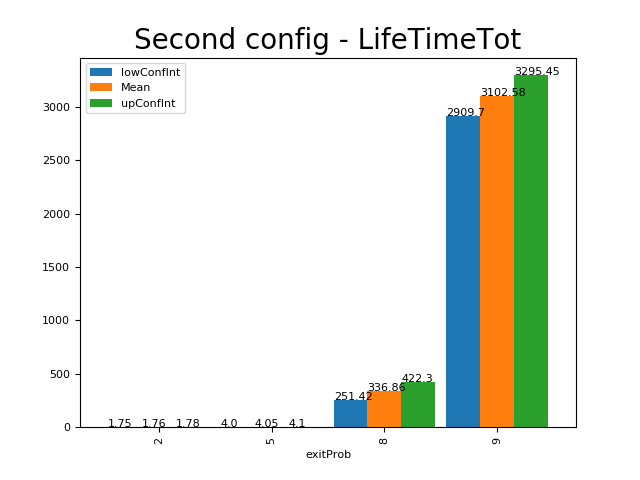 Second config - LifeTimeTot
lowConfInt
Mean
upConfInt
3000
2500
2000
1500
1000
500
0
1.75 1.76 1.78 4.0 4.05 4.1 251.42 336.86 422.3 2909.7 3102.58 3295.45
2 5 8 9
exitProb